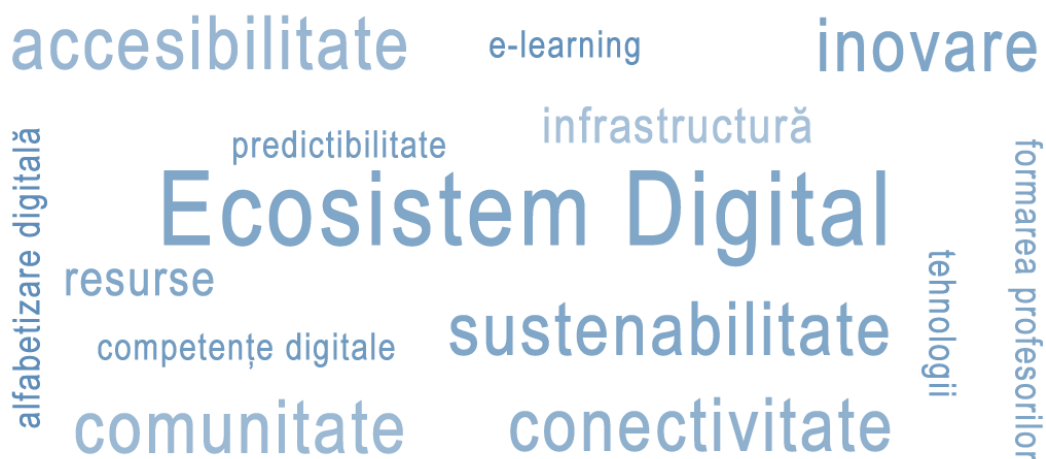 accesibilitate
e-learning
inovare
predictibilitate
infrastructură
Ecosistem Digital
alfabetizare digitală
resurse
competențe digitale
sustenabilitate
tehnologii
formarea profesorilor
comunitate
conectivitate